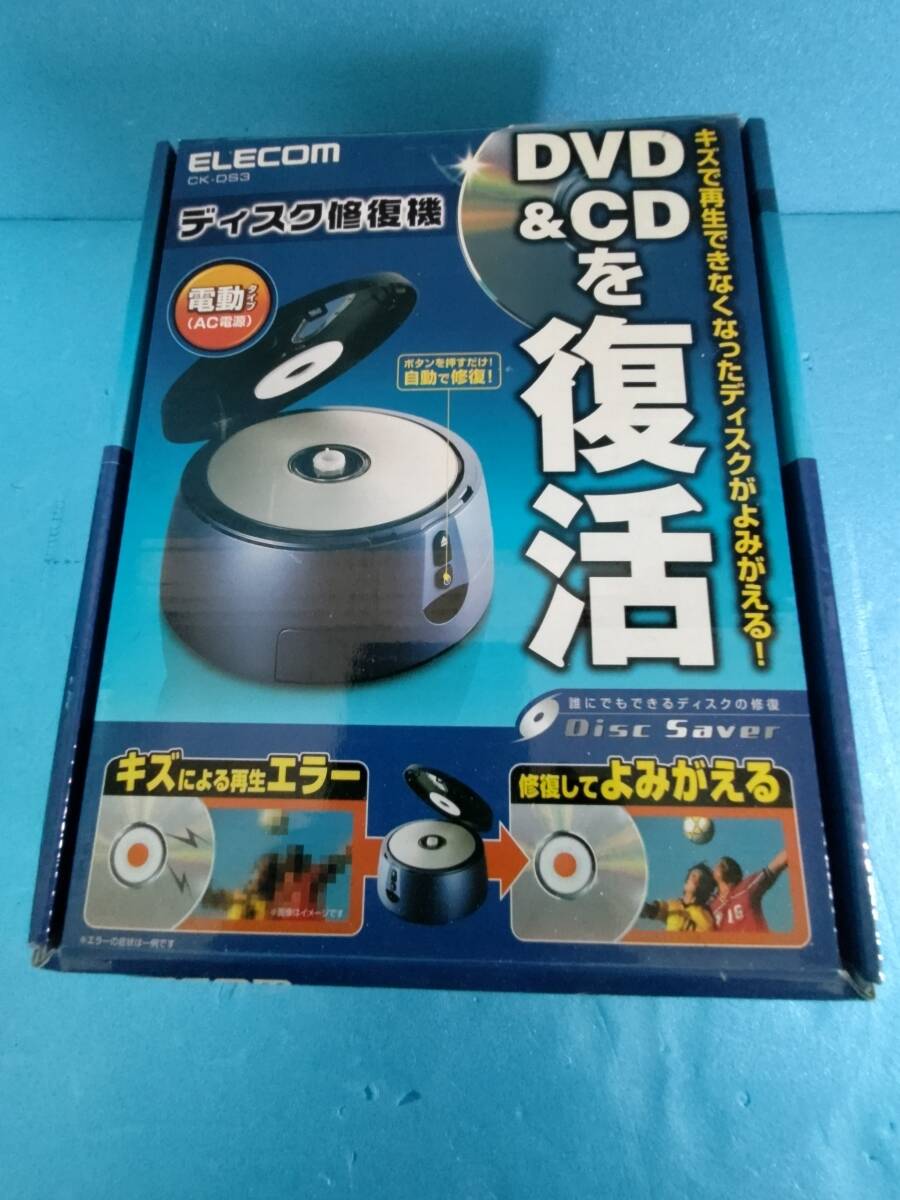 ELECOM
CK-DS3
ディスク修復機
電動タイプ
(AC電源)
ボタンを押すだけ!
自動で修復!
DVD
&CDを
復活
キズで再生できなくなったディスクがよみがえる!
誰にでもできるディスクの修復
Disc Saver
キズによる再生エラー
※画像はイメージです
※エラーの症状は一例です
修復してよみがえる
16